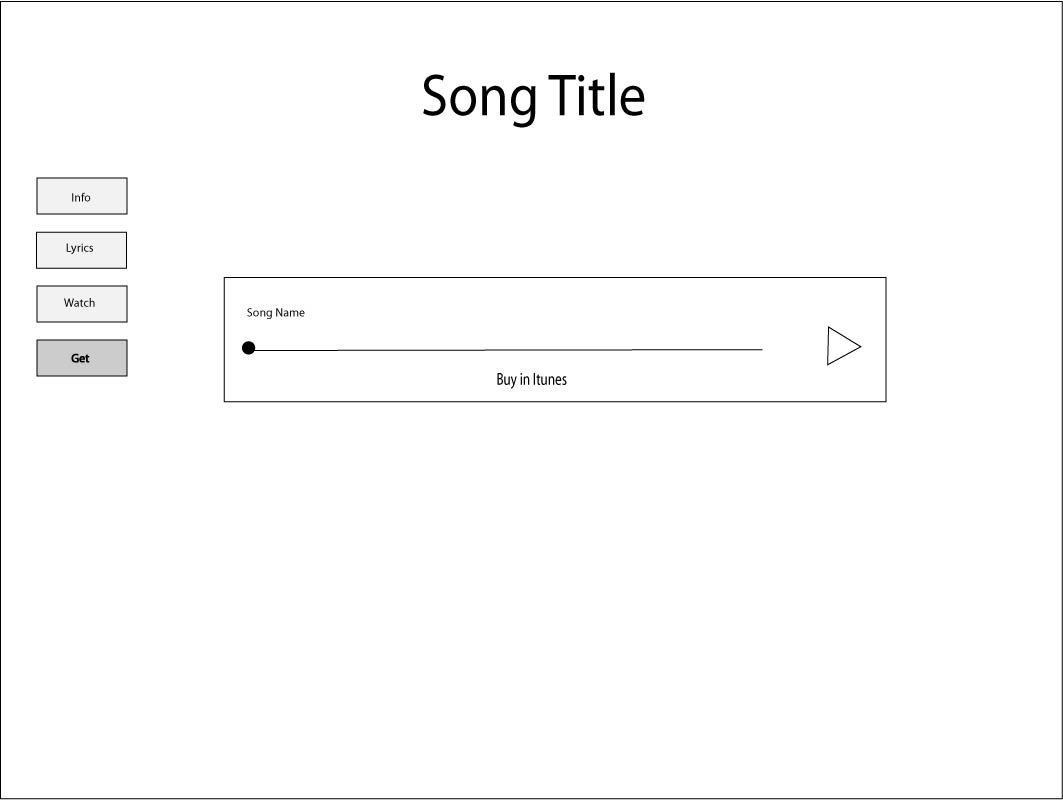 Song Title
Info
Lyrics
Watch
Get
Song Name
Buy in Itunes